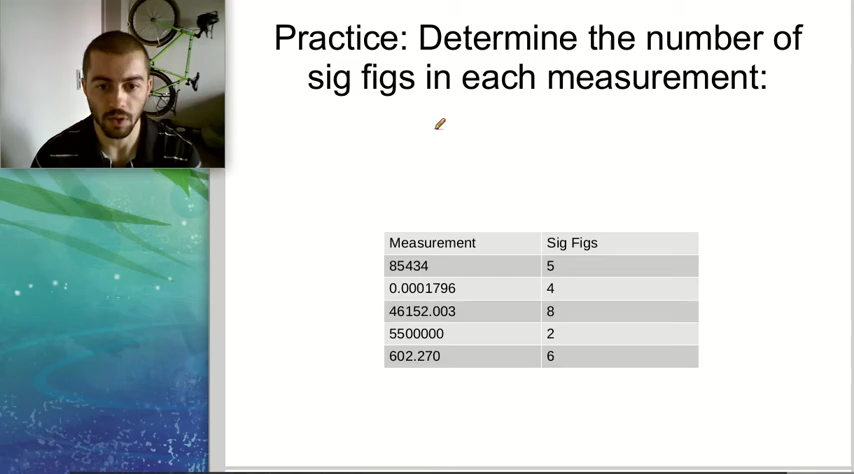 Practice: Determine the number of
sig figs in each measurement:
Measurement Sig Figs
85434 5
0.0001796 4
46152.003 8
5500000 2
602.270 6